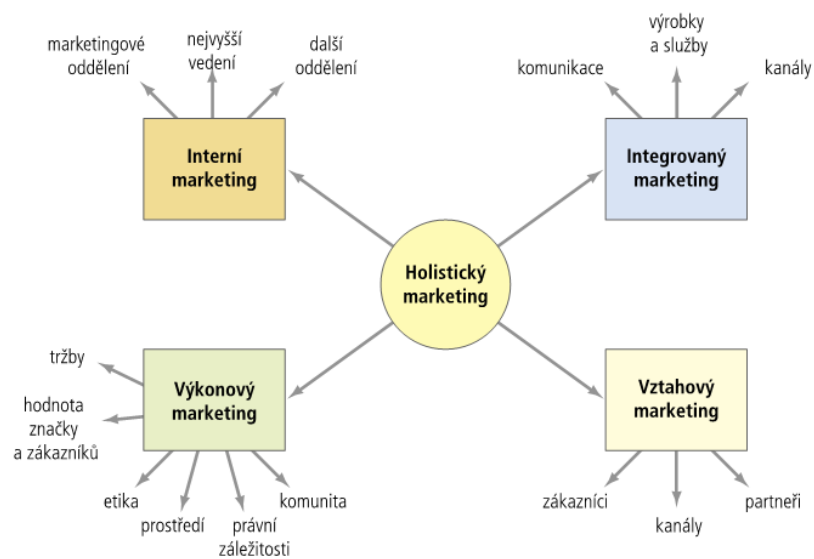 marketingové
oddělení
nejvyšší
vedení
další
oddělení
Interní
marketing
výrobky
a služby
komunikace
kanály
Integrovaný
marketing
Holistický
marketing
tržby
hodnota
značky
a zákazníků
Výkonový
marketing
etika
prostředí
právní
záležitosti
komunita
Vztahový
marketing
zákazníci
kanály
partneři